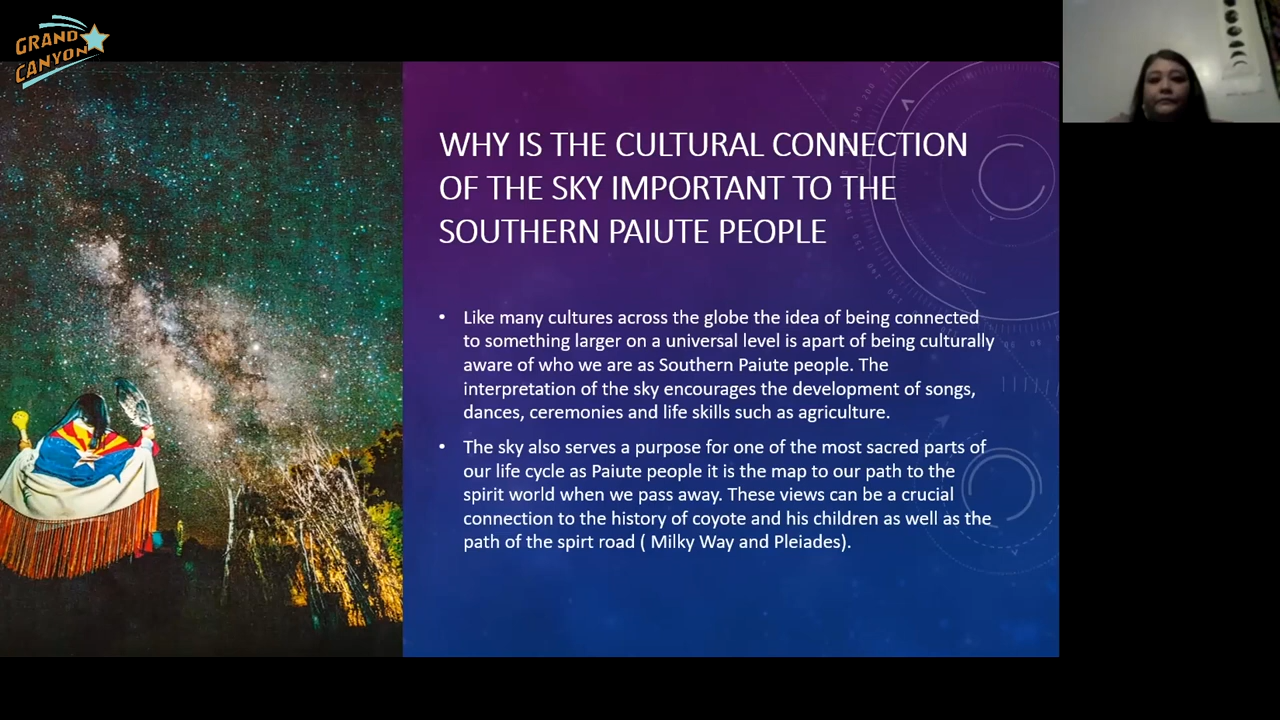 GRAND
CANYON
WHY IS THE CULTURAL CONNECTION
OF THE SKY IMPORTANT TO THE
SOUTHERN PAIUTE PEOPLE
• Like many cultures across the globe the idea of being connected
to something larger on a universal level is apart of being culturally
aware of who we are as Southern Paiute people. The
interpretation of the sky encourages the development of songs,
dances, ceremonies and life skills such as agriculture.
• The sky also serves a purpose for one of the most sacred parts of
our life cycle as Paiute people it is the map to our path to the
spirit world when we pass away. These views can be a crucial
connection to the history of coyote and his children as well as the
path of the spirt road ( Milky Way and Pleiades).